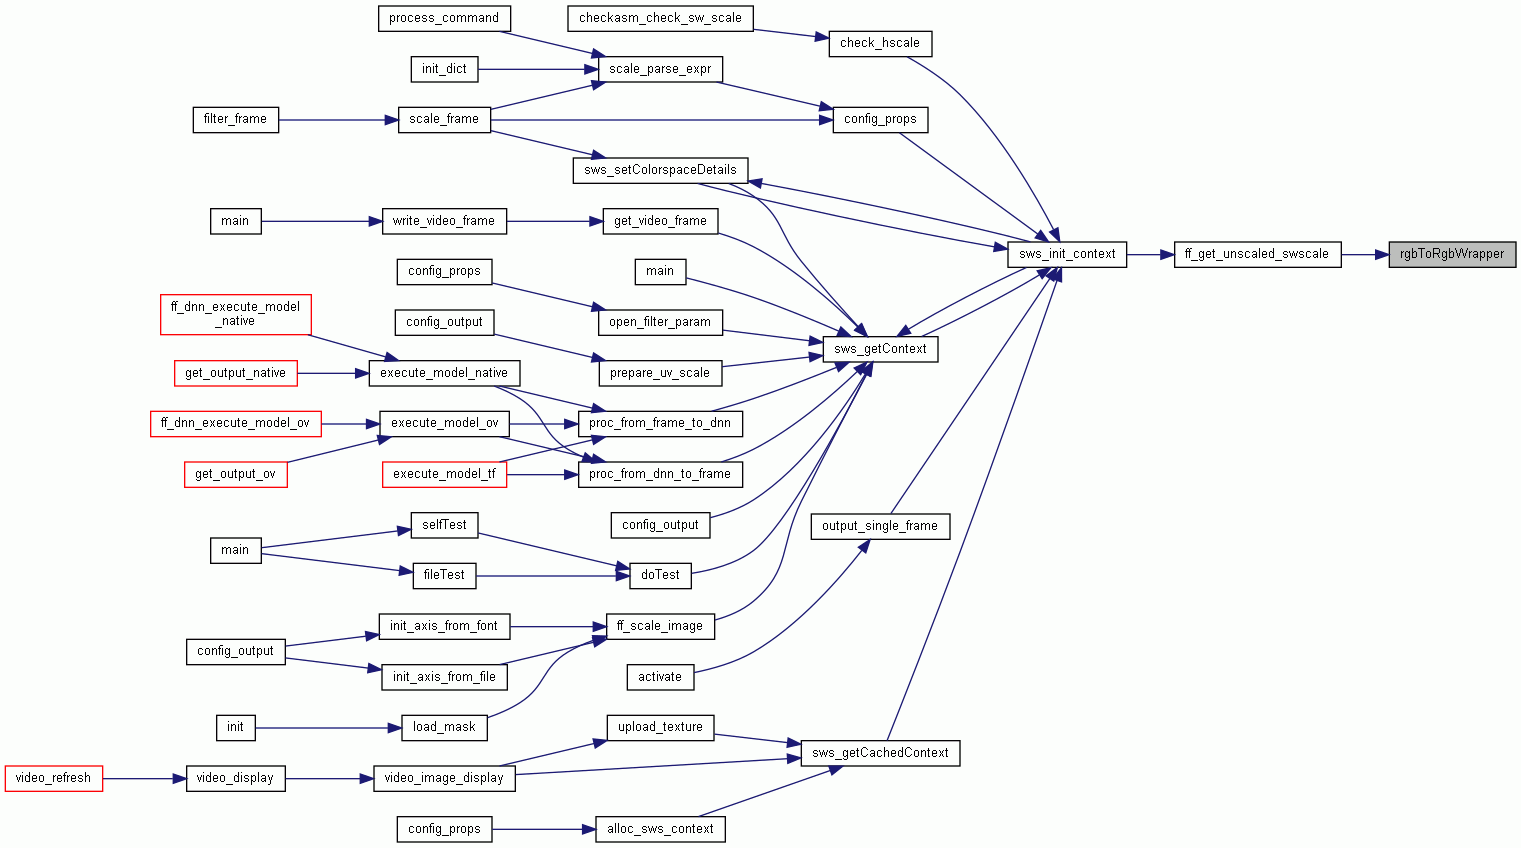 process_command
checkasm_check_sw_scale
check_hscale
init_dict
scale_parse_expr
filter_frame
scale_frame
config_props
sws_setColorspaceDetails
main
write_video_frame
get_video_frame
sws_init_context
ff_get_unscaled_swscale
rgbToRgbWrapper
config_props
main
ff_dnn_execute_model
_native
config_output
open_filter_param
sws_getContext
get_output_native
execute_model_native
prepare_uv_scale
ff_dnn_execute_model_ov
execute_model_ov
proc_from_frame_to_dnn
get_output_ov
execute_model_tf
proc_from_dnn_to_frame
selfTest
config_output
output_single_frame
main
fileTest
doTest
init_axis_from_font
ff_scale_image
config_output
init_axis_from_file
activate
init
load_mask
upload_texture
sws_getCachedContext
video_refresh
video_display
video_image_display
config_props
alloc_sws_context